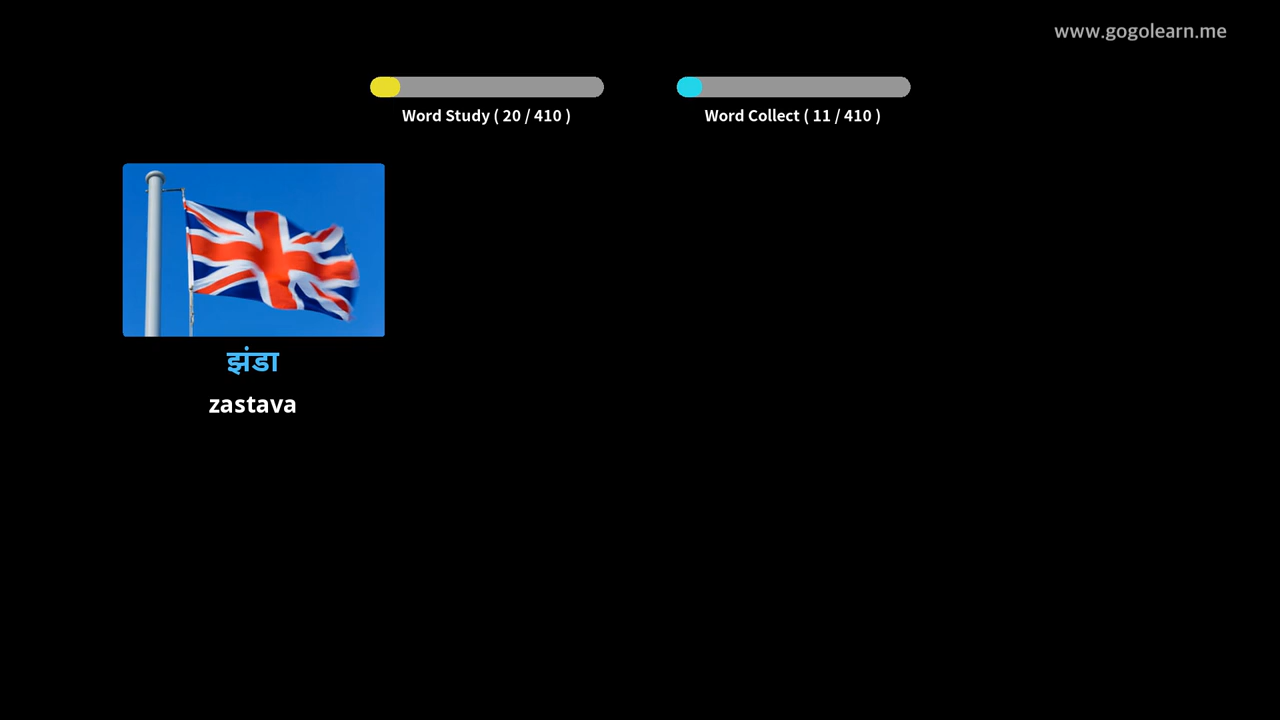 www.gogolearn.me
Word Study ( 20 / 410 )
Word Collect ( 11 / 410 )
झंडा
zastava